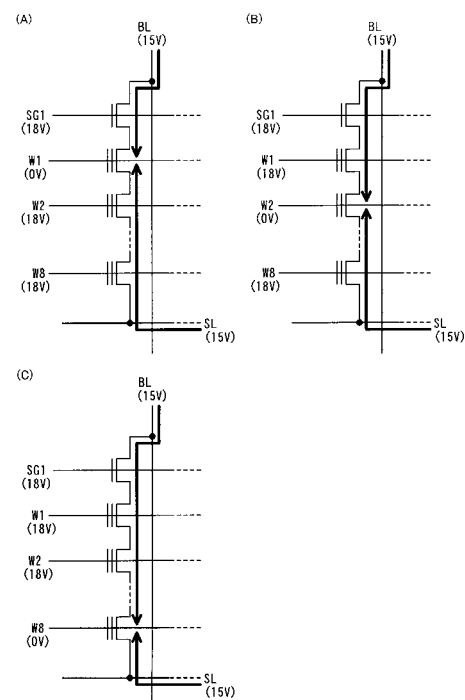 (A)
BL
(15V)
SG1
(18V)
W1
(0V)
W2
(18V)
W8
(18V)
SL
(15V)
(B)
BL
(15V)
SG1
(18V)
W1
(18V)
W2
(0V)
W8
(18V)
SL
(15V)
(C)
BL
(15V)
SG1
(18V)
W1
(18V)
W2
(18V)
W8
(0V)
SL
(15V)